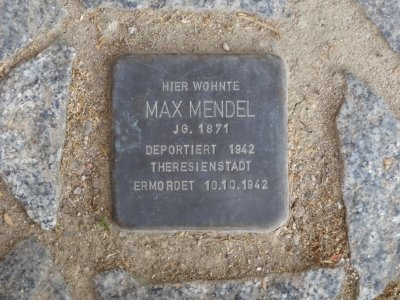 HIER WOHNTE
MAX MENDEL
JG. 1871
DEPORTIERT 1942
THERESIENSTADT
ERMORDET 10.10.1942